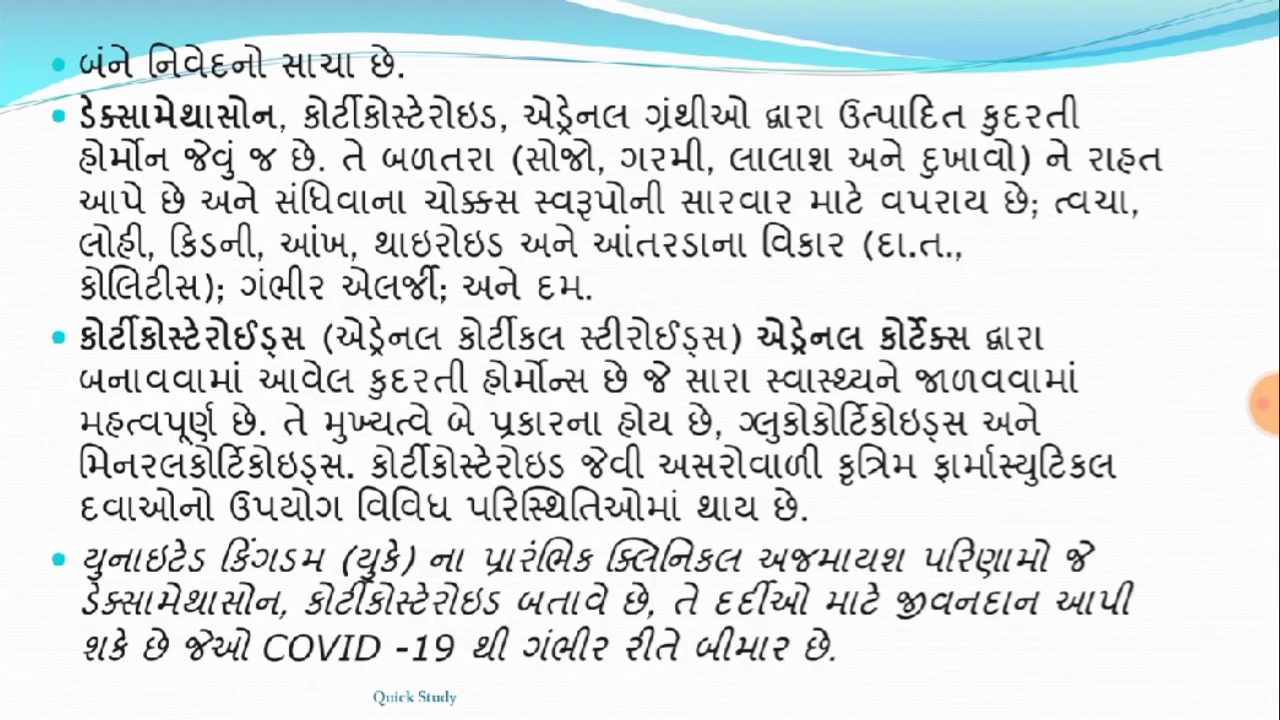 બંને નિવેદનો સાચા છે.
ડેક્સામેથાસોન, કોર્ટીકોસ્ટેરોઇડ, એડ્રેનલ ગ્રંથીઓ દ્વારા ઉત્પાદિત કુદરતી
હોર્મોન જેવું જ છે. તે બળતરા (સોજો, ગરમી, લાલાશ અને દુખાવો) ને રાહત
આપે છે અને સંધિવાના ચોક્કસ સ્વરૂપોની સારવાર માટે વપરાય છે; ત્વચા,
લોહી, કિડની, આંખ, થાઇરોઇડ અને આંતરડાના વિકાર (દા.ત.,
કોલિટીસ); ગંભીર એલર્જી; અને દમ.
કોર્ટીકોસ્ટેરોઈડ્સ (એડ્રેનલ કોર્ટીકલ સ્ટીરોઈડ્સ) એડ્રેનલ કોર્ટેક્સ દ્વારા
બનાવવામાં આવેલ કુદરતી હોર્મોન્સ છે જે સારા સ્વાસ્થ્યને જાળવવામાં
મહત્વપૂર્ણ છે. તે મુખ્યત્વે બે પ્રકારના હોય છે, ગ્લુકોકોર્ટિકોઇડ્સ અને
મિનરલકોર્ટિકોઇડ્સ. કોર્ટીકોસ્ટેરોઇડ જેવી અસરોવાળી કૃત્રિમ ફાર્માસ્યુટિકલ
દવાઓનો ઉપયોગ વિવિધ પરિસ્થિતિઓમાં થાય છે.
યુનાઇટેડ કિંગડમ (યુકે) ના પ્રારંભિક ક્લિનિકલ અજમાયશ પરિણામો જે
ડેક્સામેથાસોન, કોર્ટીકોસ્ટેરોઇડ બતાવે છે, તે દર્દીઓ માટે જીવનદાન આપી
શકે છે જેઓ COVID -19 થી ગંભીર રીતે બીમાર છે.
Quick Study